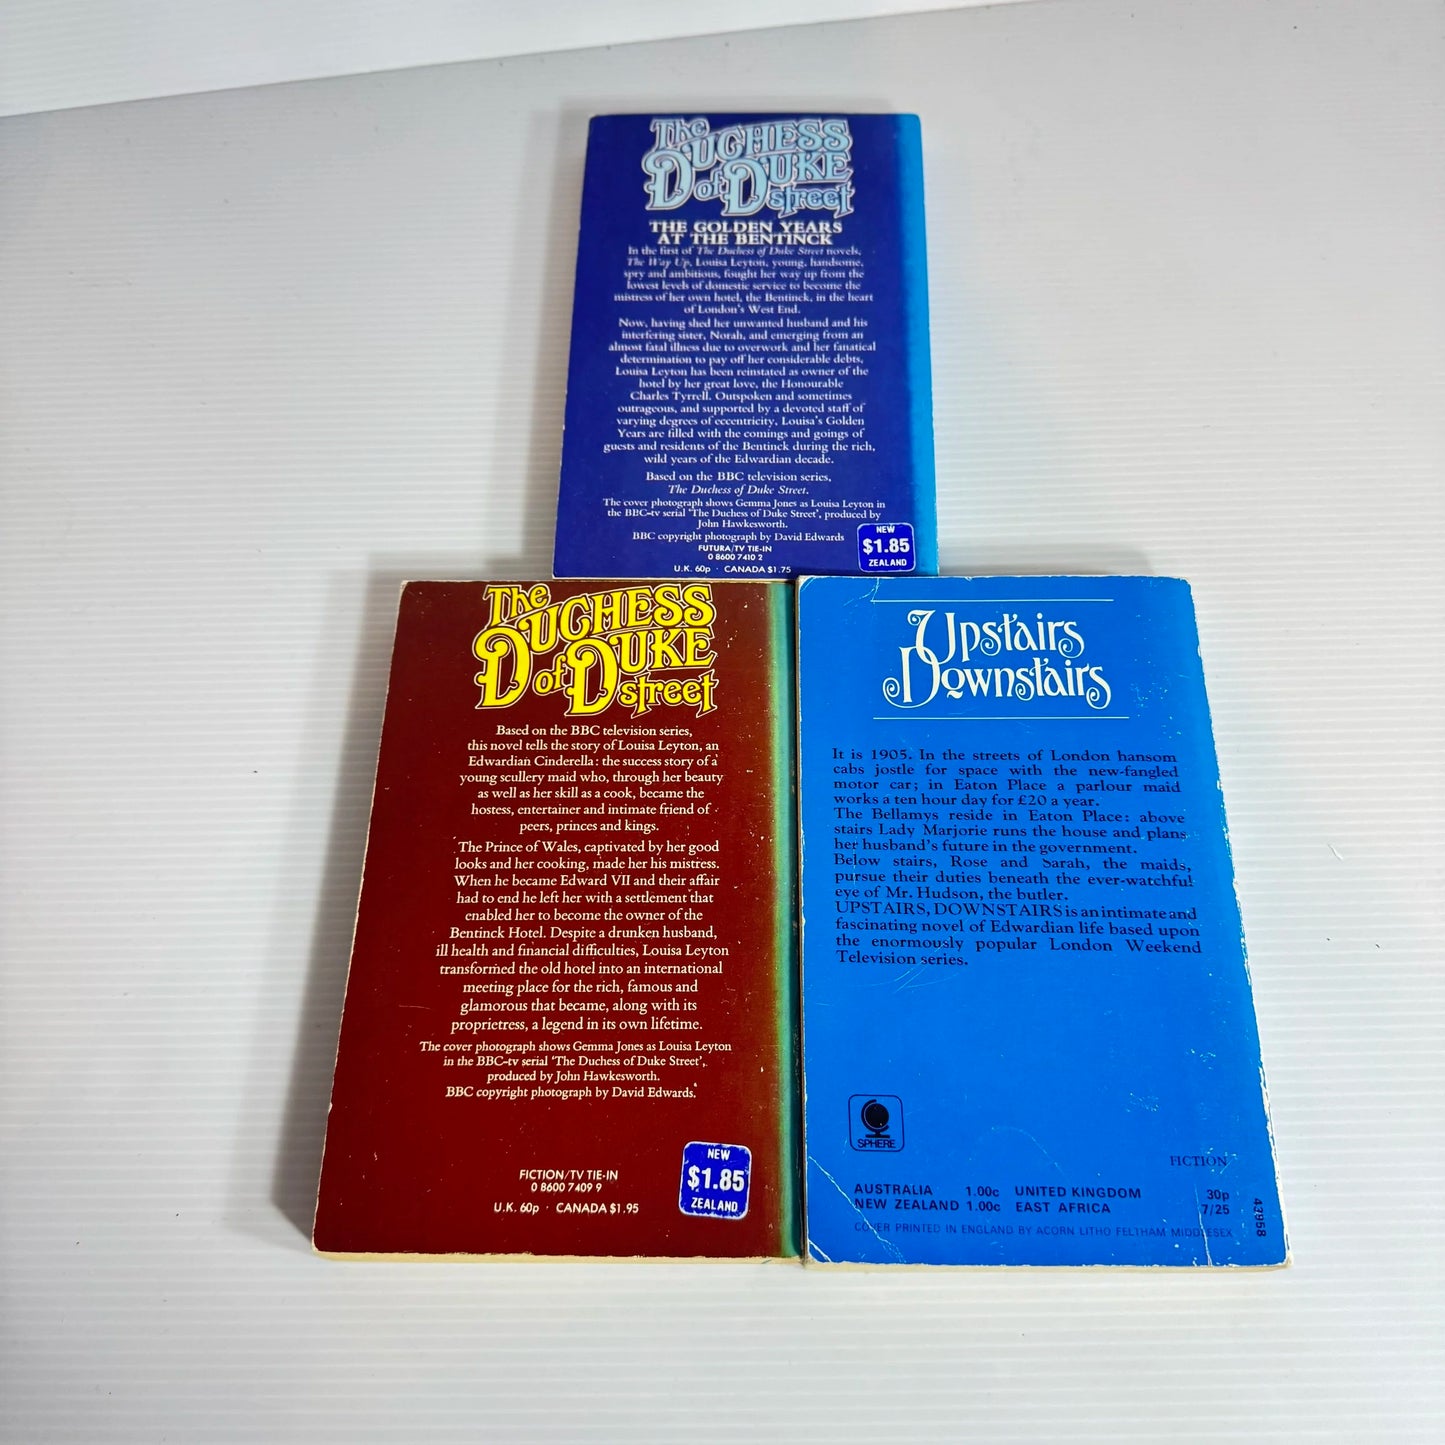 The
DUCHESS
of DUKE
street
THE GOLDEN YEARS
AT THE BENTINCK
In the first of The Duchess of Duke Street novels,
The Way Up, Louisa Leyton, young, handsome,
spry and ambitious, fought her way up from the
lowest levels of domestic service to become the
mistress of her own hotel, the Bentinck, in the heart
of London's West End.
Now, having shed her unwanted husband and his
interfering sister, Norah, and emerging from an
almost fatal illness due to overwork and her fanatical
determination to pay off her considerable debts,
Louisa Leyton has been reinstated as owner of the
hotel by her great love, the Honourable
Charles Tyrrell. Outspoken and sometimes
outrageous, and supported by a devoted staff of
varying degrees of eccentricity, Louisa's Golden
Years are filled with the comings and goings of
guests and residents of the Bentinck during the rich,
wild years of the Edwardian decade.
Based on the BBC television series,
The Duchess of Duke Street.
The cover photograph shows Gemma Jones as Louisa Leyton in
the BBC-tv serial 'The Duchess of Duke Street', produced by
John Hawkesworth.
BBC copyright photograph by David Edwards
FUTURA/TV TIE-IN
0 8600 7410 2
U.K. 60p · CANADA $1.75
NEW
$1.85
ZEALAND
The
DUCHESS
of DUKE
street
Based on the BBC television series,
this novel tells the story of Louisa Leyton, an
Edwardian Cinderella: the success story of a
young scullery maid who, through her beauty
as well as her skill as a cook, became the
hostess, entertainer and intimate friend of
peers, princes and kings.
The Prince of Wales, captivated by her good
looks and her cooking, made her his mistress.
When he became Edward VII and their affair
had to end he left her with a settlement that
enabled her to become the owner of the
Bentinck Hotel. Despite a drunken husband,
ill health and financial difficulties, Louisa Leyton
transformed the old hotel into an international
meeting place for the rich, famous and
glamorous that became, along with its
proprietress, a legend in its own lifetime.
The cover photograph shows Gemma Jones as Louisa Leyton
in the BBC-tv serial 'The Duchess of Duke Street',
produced by John Hawkesworth.
BBC copyright photograph by David Edwards.
FICTION/TV TIE-IN
0 8600 7409 9
U.K. 60p · CANADA $1.95
NEW
$1.85
ZEALAND
Upstairs
Downstairs
It is 1905. In the streets of London hansom
cabs jostle for space with the new-fangled
motor car; in Eaton Place a parlour maid
works a ten hour day for £20 a year.
The Bellamys reside in Eaton Place: above
stairs Lady Marjorie runs the house and plans
her husband's future in the government.
Below stairs, Rose and Sarah, the maids,
pursue their duties beneath the ever-watchful
eye of Mr. Hudson, the butler.
UPSTAIRS, DOWNSTAIRS is an intimate and
fascinating novel of Edwardian life based upon
the enormously popular London Weekend
Television series.
SPHERE
FICTION
AUSTRALIA 1.00c UNITED KINGDOM 30p
NEW ZEALAND 1.00c EAST AFRICA 7/25
COVER PRINTED IN ENGLAND BY ACORN LITHO FELTHAM MIDDLESEX
43958